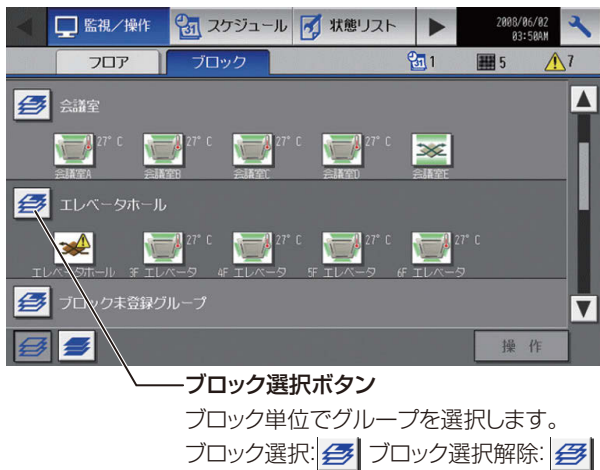 監視／操作 スケジュール 状態リスト 2008/06/02
03:50AM
フロア ブロック 31 1 5 7
会議室
27°C 27°C 27°C 27°C
会議室A 会議室B 会議室C 会議室D 会議室E
エレベータホール
27°C 27°C 27°C 27°C
エレベータホール 3F エレベータ 4F エレベータ 5F エレベータ 6F エレベータ
ブロック未登録グループ
操 作
ブロック選択ボタン
ブロック単位でグループを選択します。
ブロック選択: ブロック選択解除: